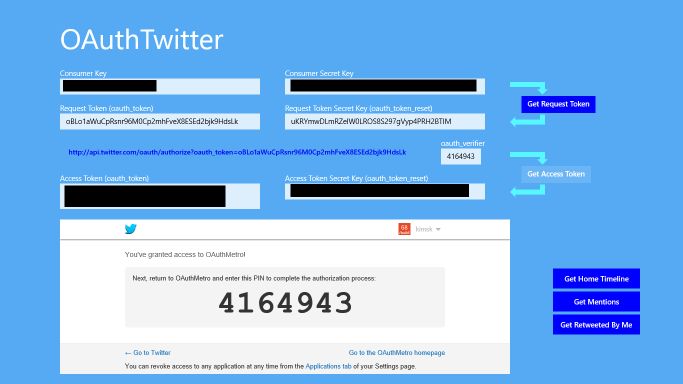 OAuthTwitter
Consumer Key
Consumer Secret Key
Get Request Token
Request Token (oauth_token)
Request Token Secret Key (oauth_token_reset)
oBLo1aWuCpRsnr96M0Cp2mhFveX8ESEd2bjk9HdsLk
uKRYmwDLmRZeIW0LROS8S297gVyp4PRH2BTIM
oauth_verifier
http://api.twitter.com/oauth/authorize?oauth_token=oBLo1aWuCpRsnr96M0Cp2mhFveX8ESEd2bjk9HdsLk
4164943
Get Access Token
Access Token (oauth_token)
Access Token Secret Key (oauth_token_reset)
kimsk
You've granted access to OAuthMetro!
Next, return to OAuthMetro and enter this PIN to complete the authorization process:
4164943
Get Home Timeline
Get Mentions
Get Retweeted By Me
← Go to Twitter
Go to the OAuthMetro homepage
You can revoke access to any application at any time from the Applications tab of your Settings page.